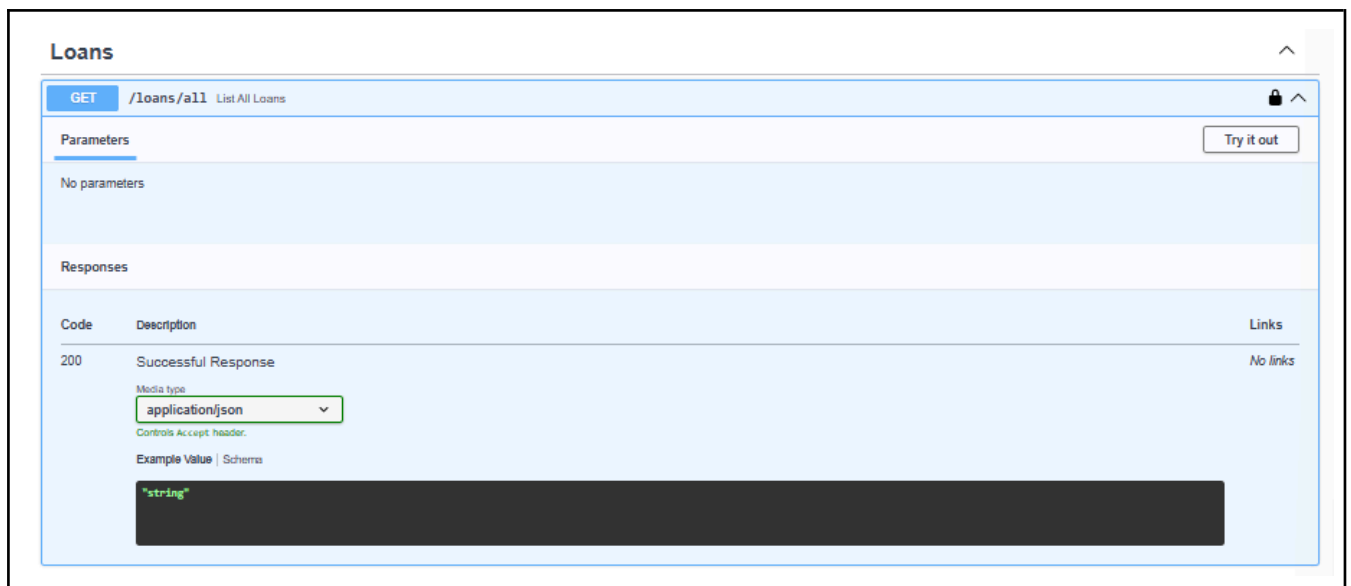 Loans
GET /loans/all List All Loans
Parameters Try it out
No parameters
Responses
Code Description Links
200 Successful Response No links
Media type
application/json
Controls Accept header.
Example Value | Schema
"string"